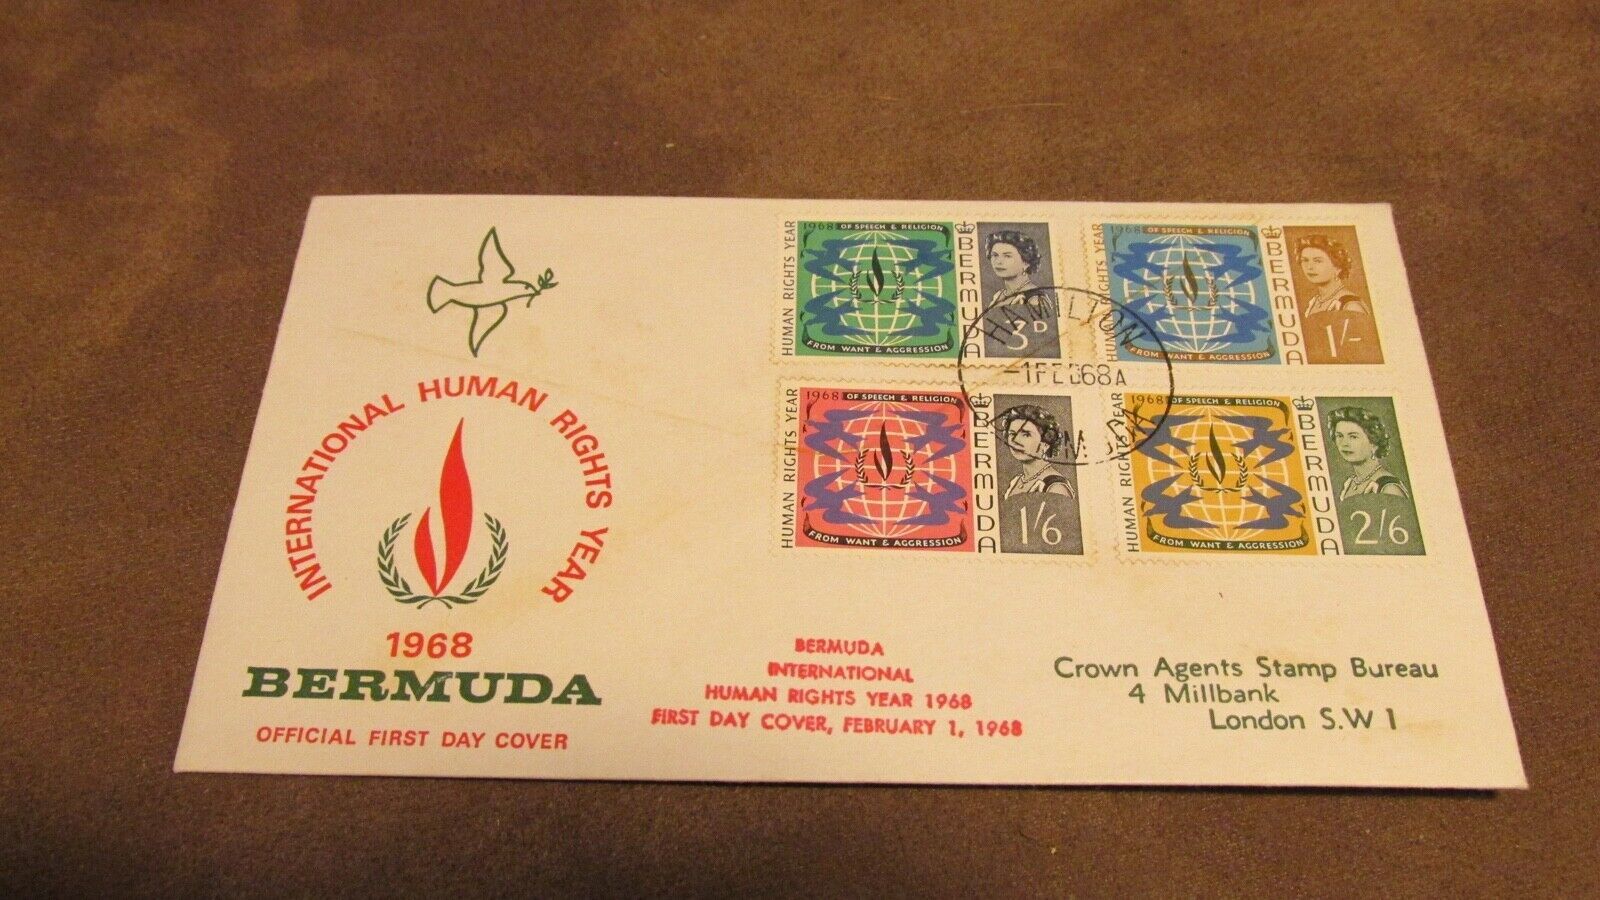 INTERNATIONAL HUMAN RIGHTS YEAR
1968
BERMUDA
OFFICIAL FIRST DAY COVER
HUMAN RIGHTS YEAR
1968
OF SPEECH & RELIGION
FROM WANT & AGGRESSION
BERMUDA
3D
HUMAN RIGHTS YEAR
1968
OF SPEECH & RELIGION
FROM WANT & AGGRESSION
BERMUDA
1/-
HUMAN RIGHTS YEAR
1968
OF SPEECH & RELIGION
FROM WANT & AGGRESSION
BERMUDA
1/6
HUMAN RIGHTS YEAR
1968
OF SPEECH & RELIGION
FROM WANT & AGGRESSION
BERMUDA
2/6
HAMILTON
-1FEB68A
BERMUDA
INTERNATIONAL
HUMAN RIGHTS YEAR 1968
FIRST DAY COVER, FEBRUARY 1, 1968
Crown Agents Stamp Bureau
4 Millbank
London S.W 1